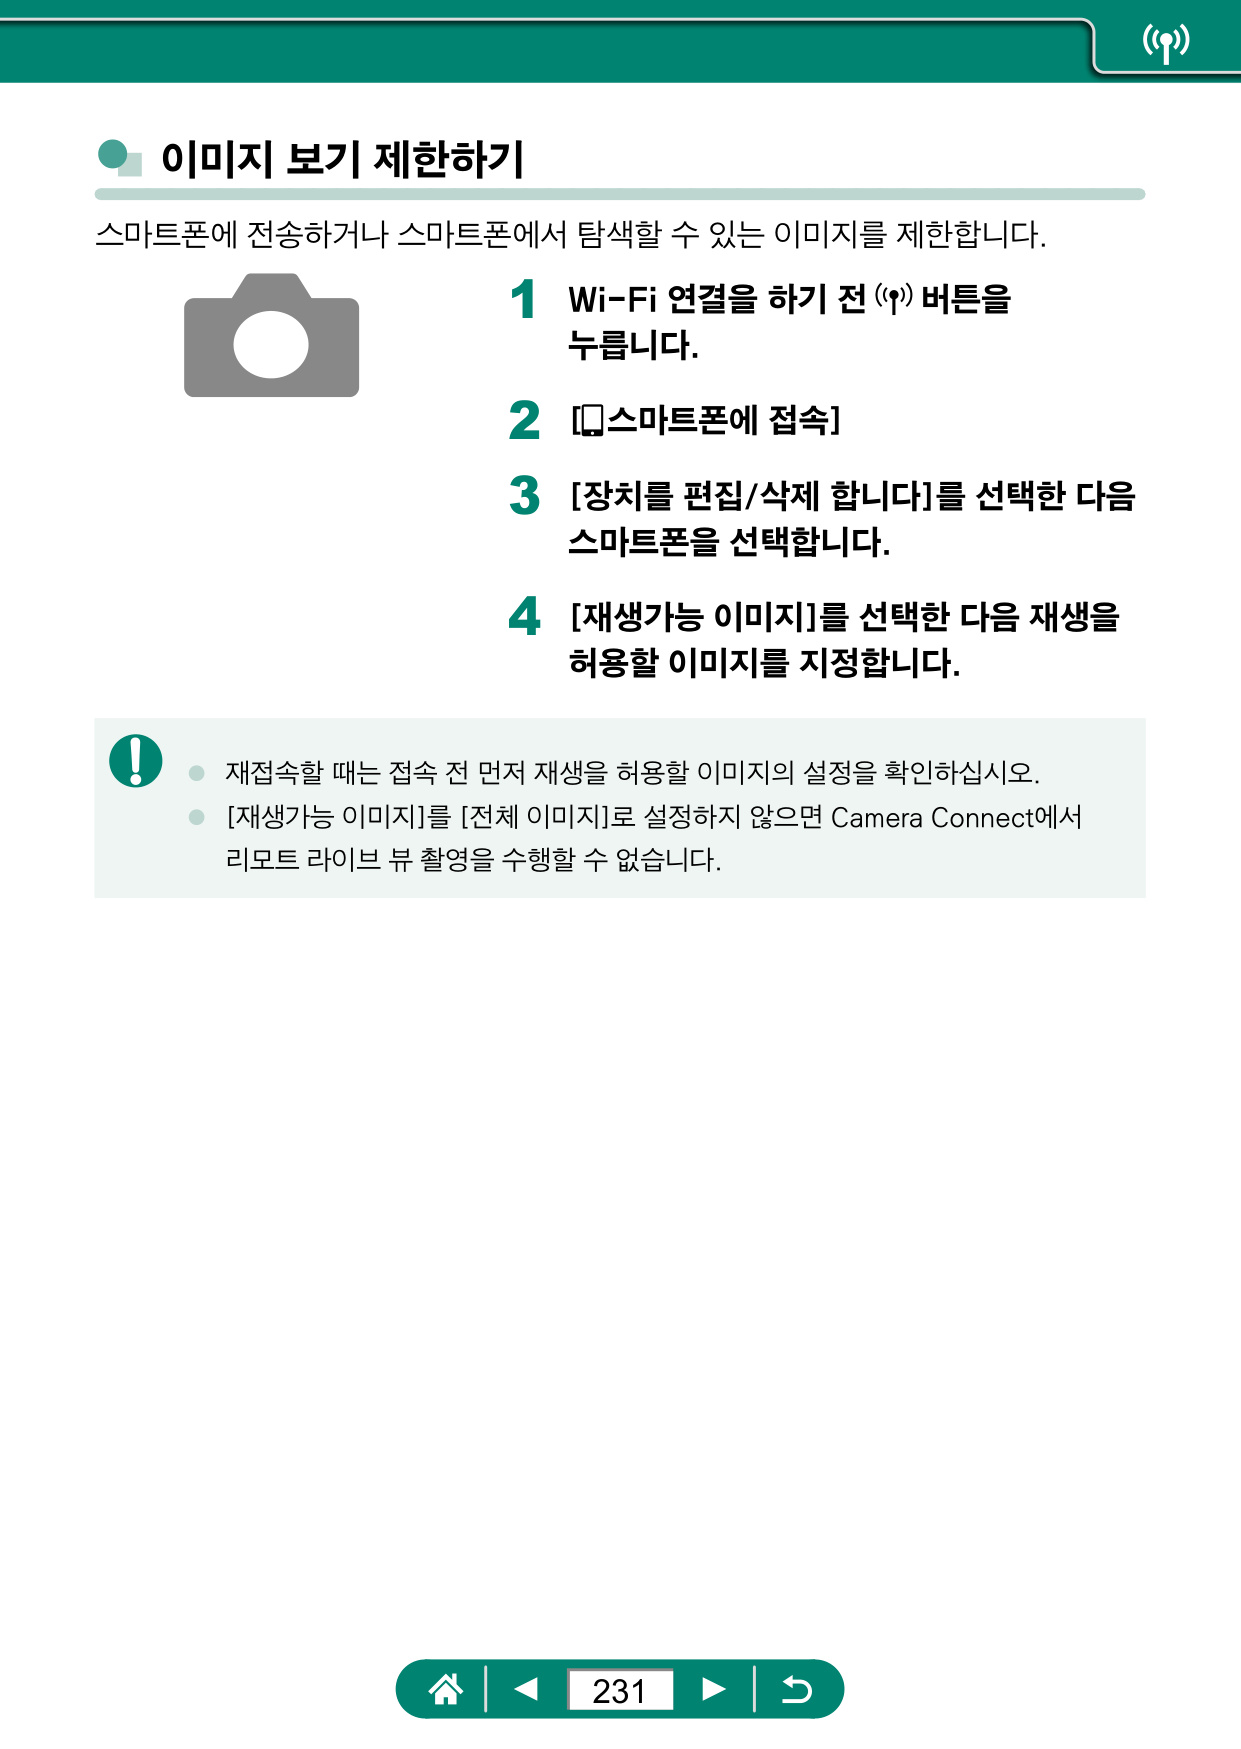 이미지 보기 제한하기
스마트폰에 전송하거나 스마트폰에서 탐색할 수 있는 이미지를 제한합니다.
1 Wi-Fi 연결을 하기 전 버튼을
누릅니다.
2 [스마트폰에 접속]
3 [장치를 편집/삭제 합니다]를 선택한 다음
스마트폰을 선택합니다.
4 [재생가능 이미지]를 선택한 다음 재생을
허용할 이미지를 지정합니다.
재접속할 때는 접속 전 먼저 재생을 허용할 이미지의 설정을 확인하십시오.
[재생가능 이미지]를 [전체 이미지]로 설정하지 않으면 Camera Connect에서
리모트 라이브 뷰 촬영을 수행할 수 없습니다.
231